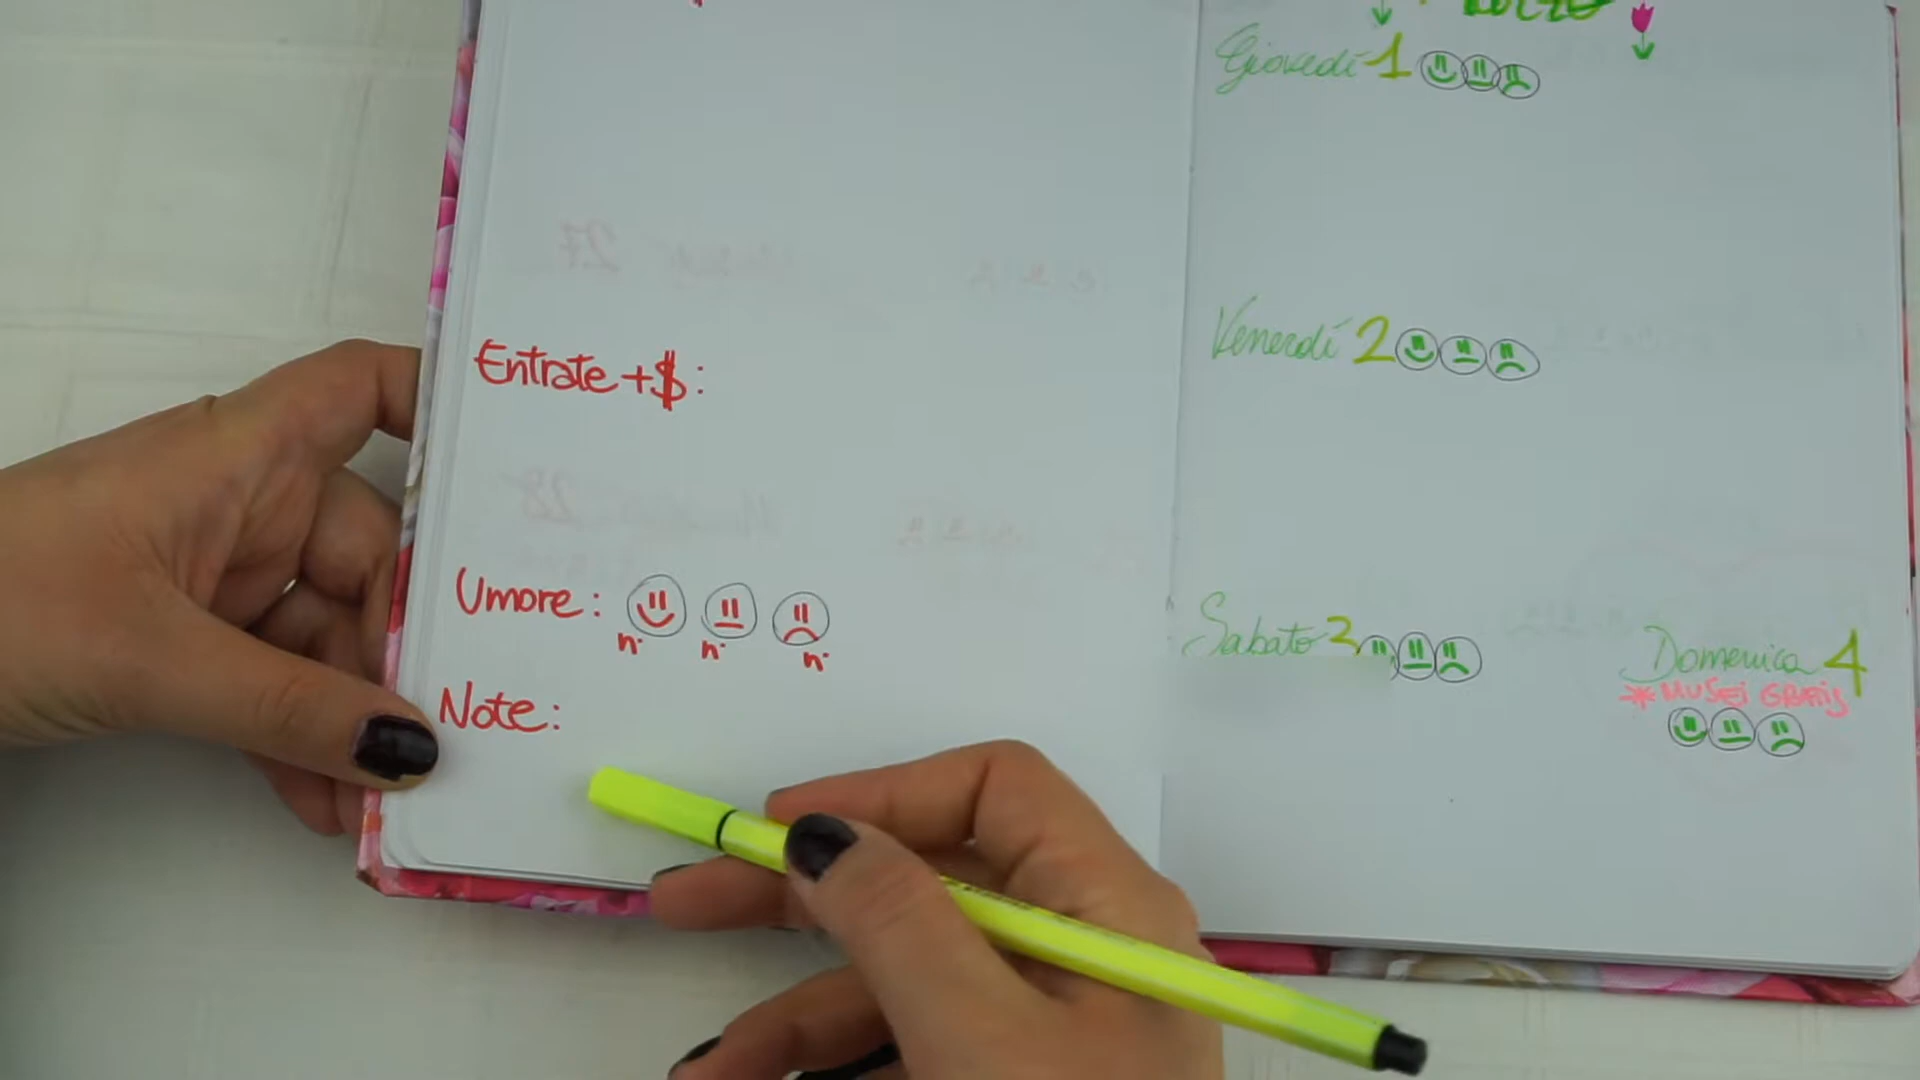 Entrate +$:
Umore:
n. n. n.
Note:
Giovedì 1
Venerdì 2
Sabato 3
Domenica 4
* MUSEI GRATIS